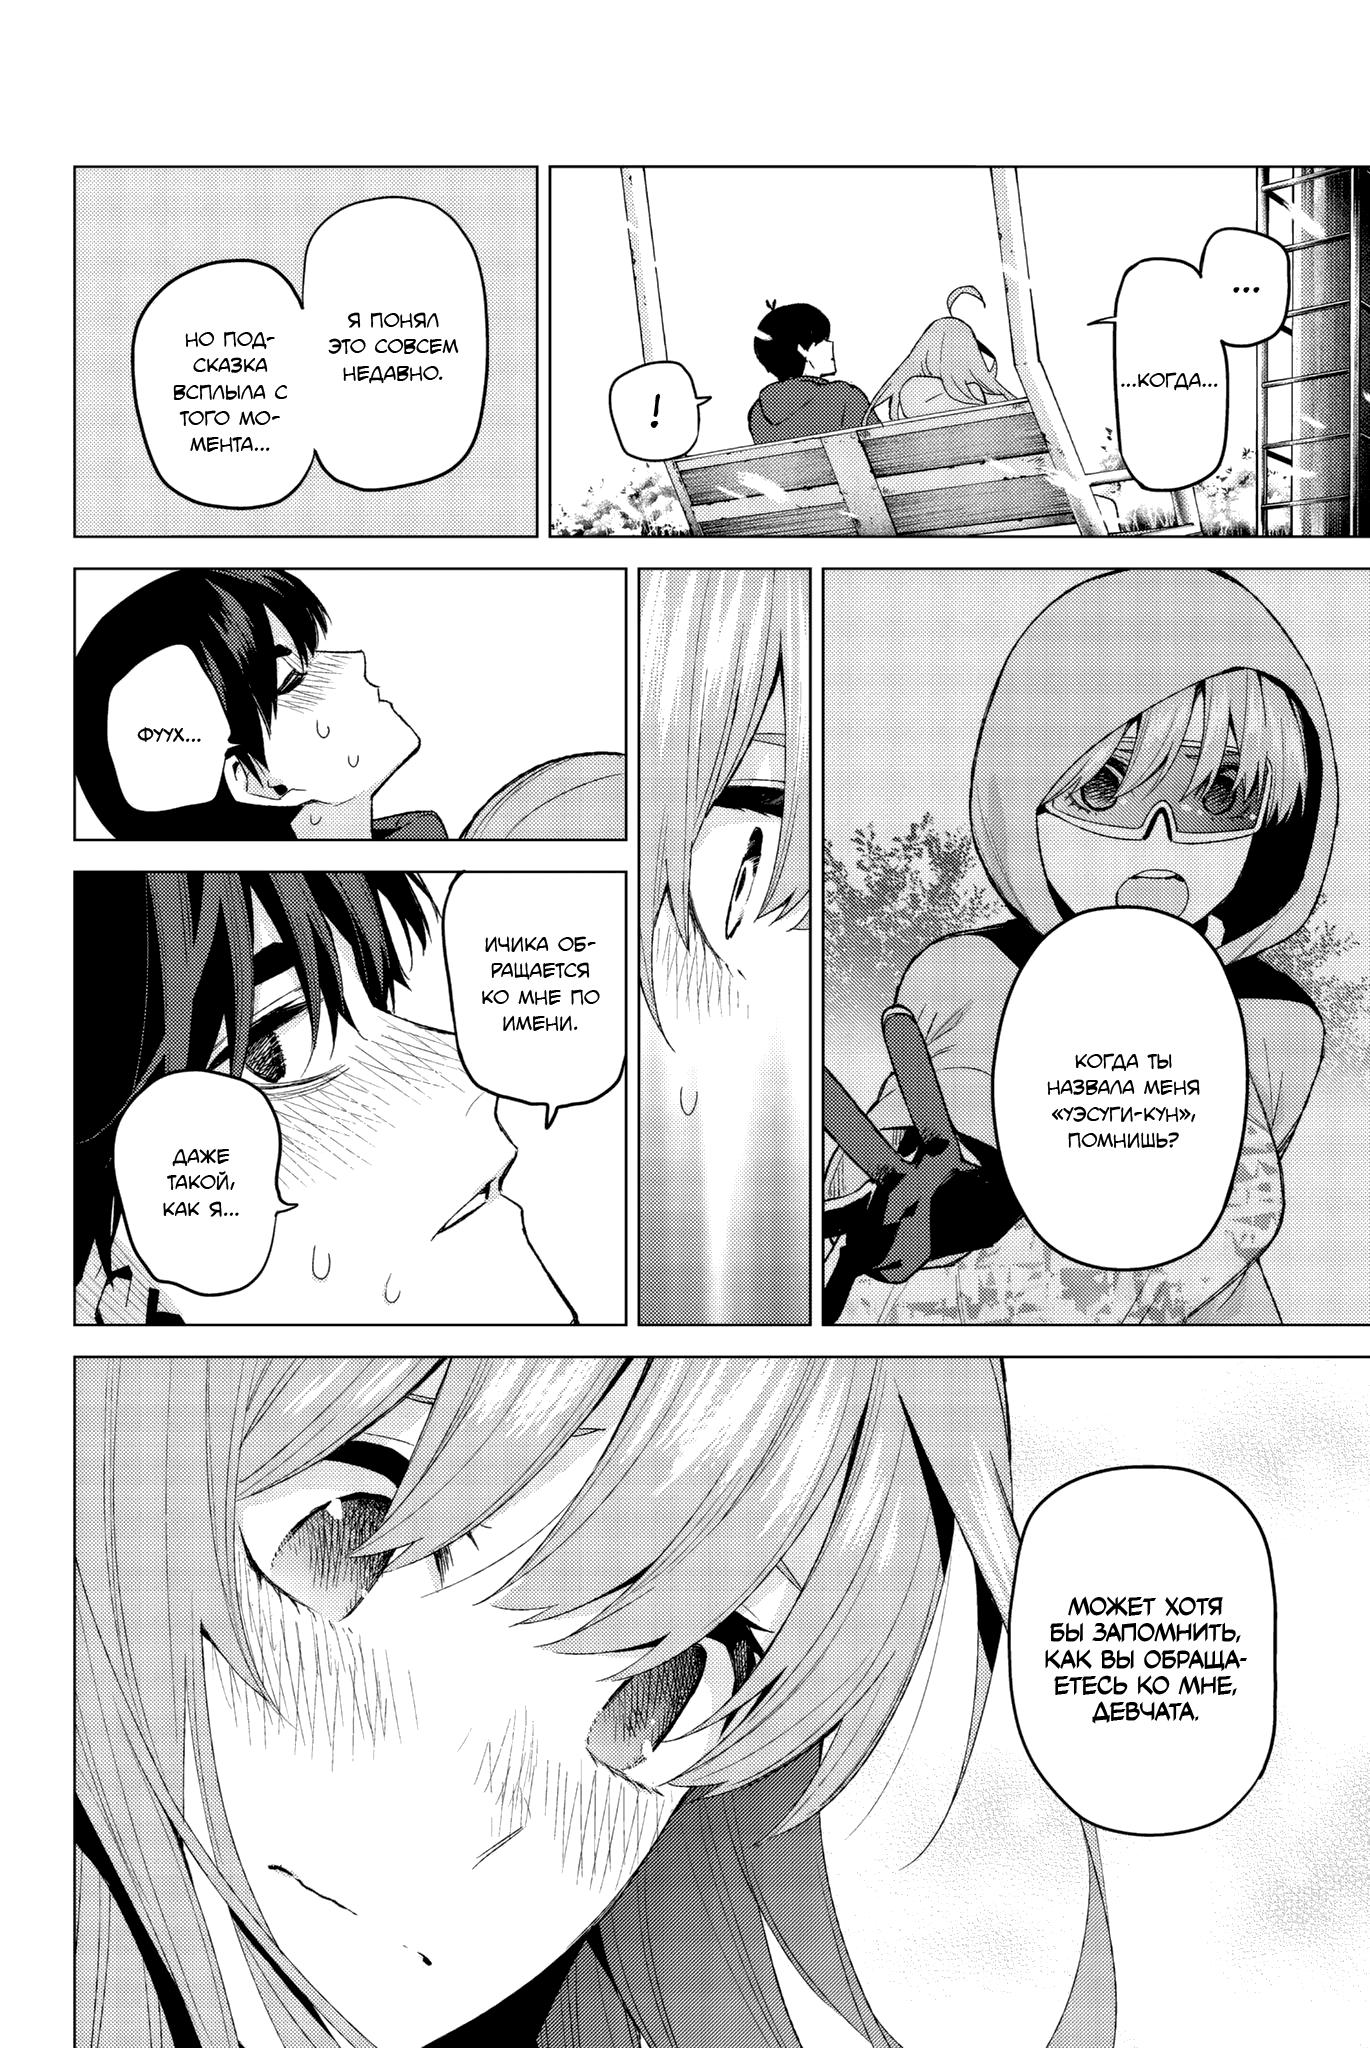 ...
...КОГДА...
!
Я ПОНЯЛ
ЭТО СОВСЕМ
НЕДАВНО.
НО ПОД-
СКАЗКА
ВСПЛЫЛА С
ТОГО МО-
МЕНТА...
КОГДА ТЫ
НАЗВАЛА МЕНЯ
«УЭСУГИ-КУН»,
ПОМНИШЬ?
ФУУХ...
ИЧИКА ОБ-
РАЩАЕТСЯ
КО МНЕ ПО
ИМЕНИ.
ДАЖЕ
ТАКОЙ,
КАК Я...
МОЖЕТ ХОТЯ
БЫ ЗАПОМНИТЬ,
КАК ВЫ ОБРАЩА-
ЕТЕСЬ КО МНЕ,
ДЕВЧАТА.